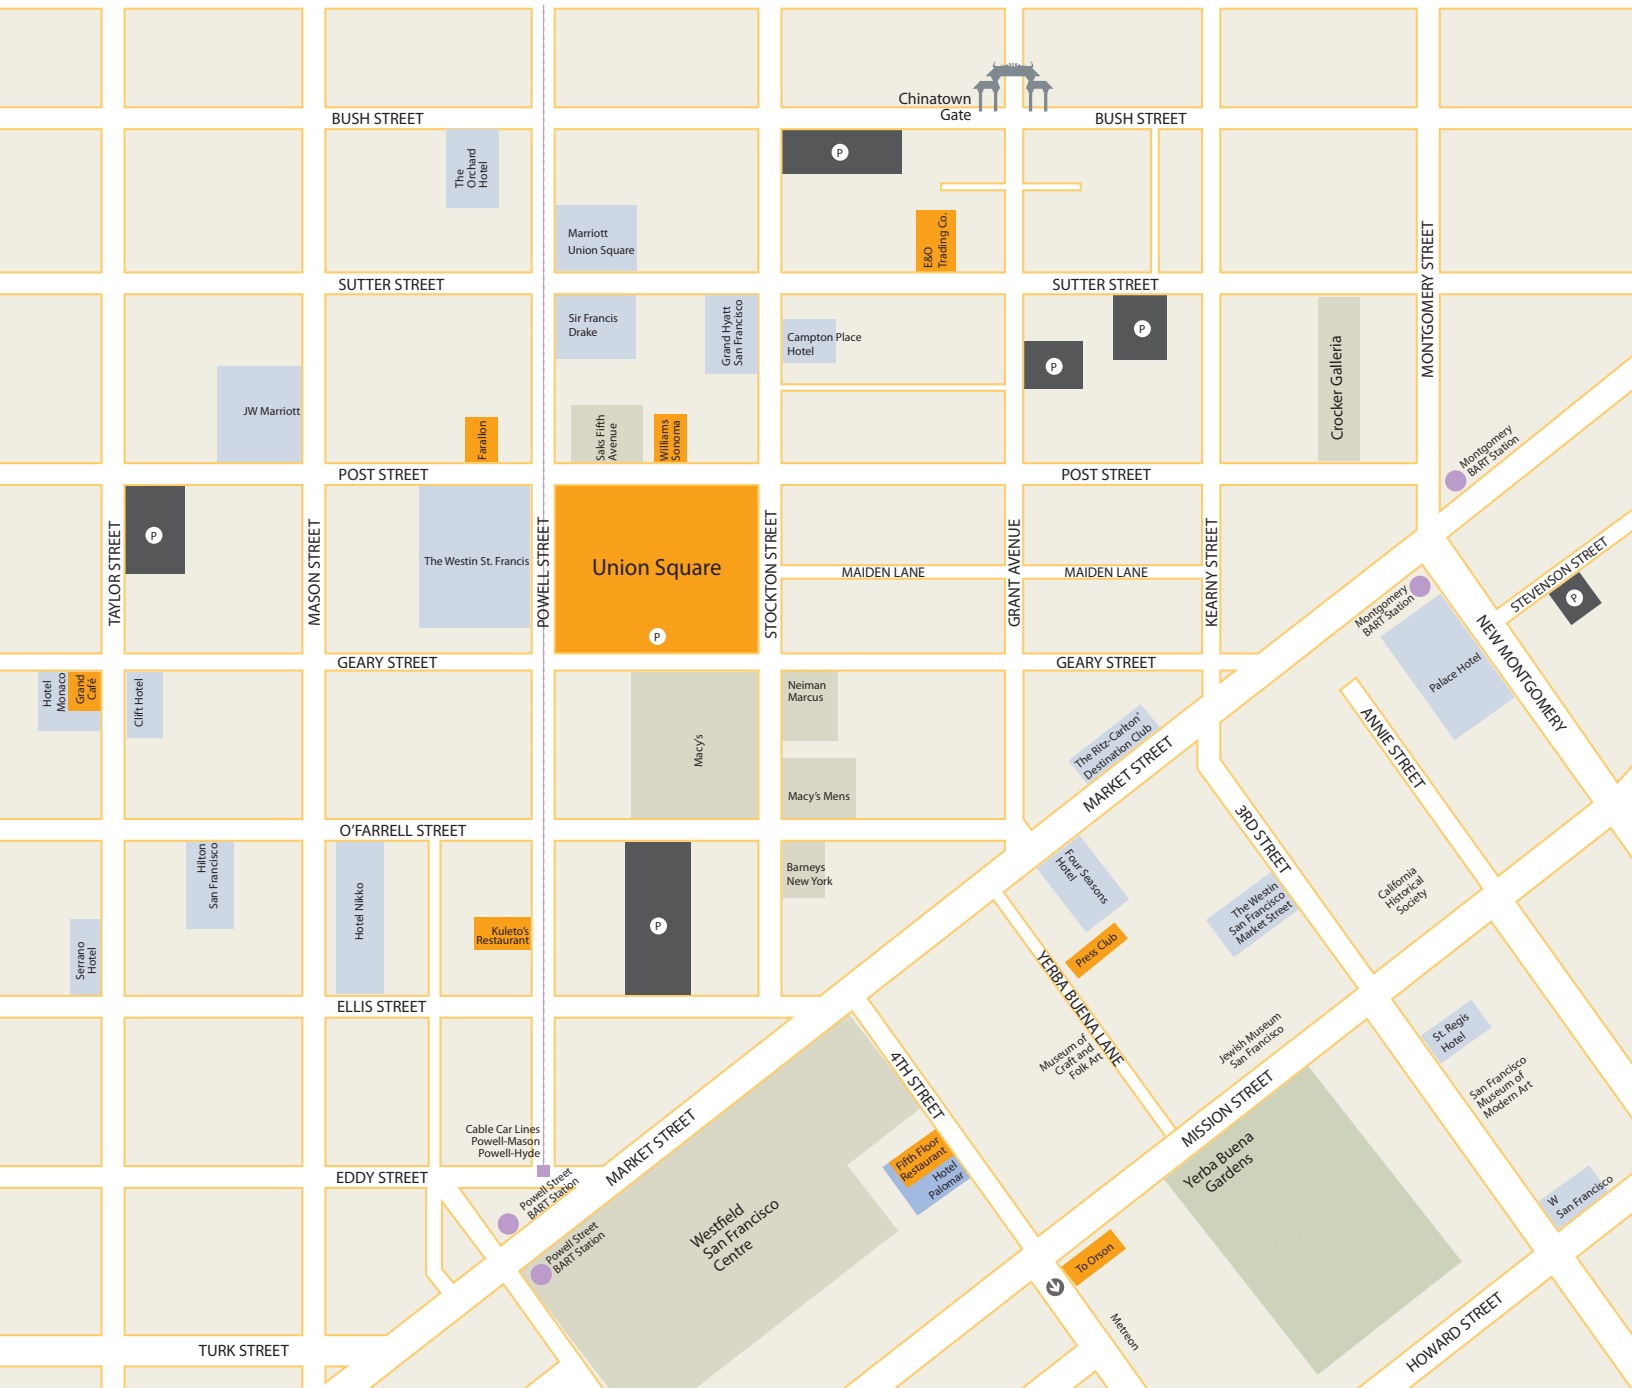 Chinatown
Gate
BUSH STREET
BUSH STREET
P
The
Orchard
Hotel
Marriott
Union Square
E&O
Trading Co.
SUTTER STREET
SUTTER STREET
MONTGOMERY STREET
Sir Francis
Drake
Grand Hyatt
San Francisco
Campton Place
Hotel
P
P
Crocker Galleria
JW Marriott
Farallon
Saks Fifth
Avenue
Williams
Sonoma
Montgomery
BART Station
POST STREET
POST STREET
TAYLOR STREET
P
MASON STREET
The Westin St. Francis
POWELL STREET
Union Square
P
STOCKTON STREET
MAIDEN LANE
GRANT AVENUE
MAIDEN LANE
KEARNY STREET
Montgomery
BART Station
STEVENSON STREET
P
NEW MONTGOMERY
Palace Hotel
GEARY STREET
GEARY STREET
Hotel
Monaco
Grand
Café
Clift Hotel
Macy's
Neiman
Marcus
Macy's Mens
The Ritz-Carlton
Destination Club
MARKET STREET
ANNIE STREET
3RD STREET
O'FARRELL STREET
Hilton
San Francisco
Serrano
Hotel
Hotel Nikko
Kuleto's
Restaurant
P
Barneys
New York
Four Seasons
Hotel
Press Club
The Westin
San Francisco
Market Street
California
Historical
Society
YERBA BUENA LANE
ELLIS STREET
Museum of
Craft and
Folk Art
Jewish Museum
San Francisco
St. Regis
Hotel
San Francisco
Museum of
Modern Art
4TH STREET
MISSION STREET
Cable Car Lines
Powell-Mason
Powell-Hyde
MARKET STREET
Fifth Floor
Restaurant
Hotel
Palomar
Yerba Buena
Gardens
W
San Francisco
EDDY STREET
Powell Street
BART Station
Powell Street
BART Station
Westfield
San Francisco
Centre
To Orson
Metreon
HOWARD STREET
TURK STREET